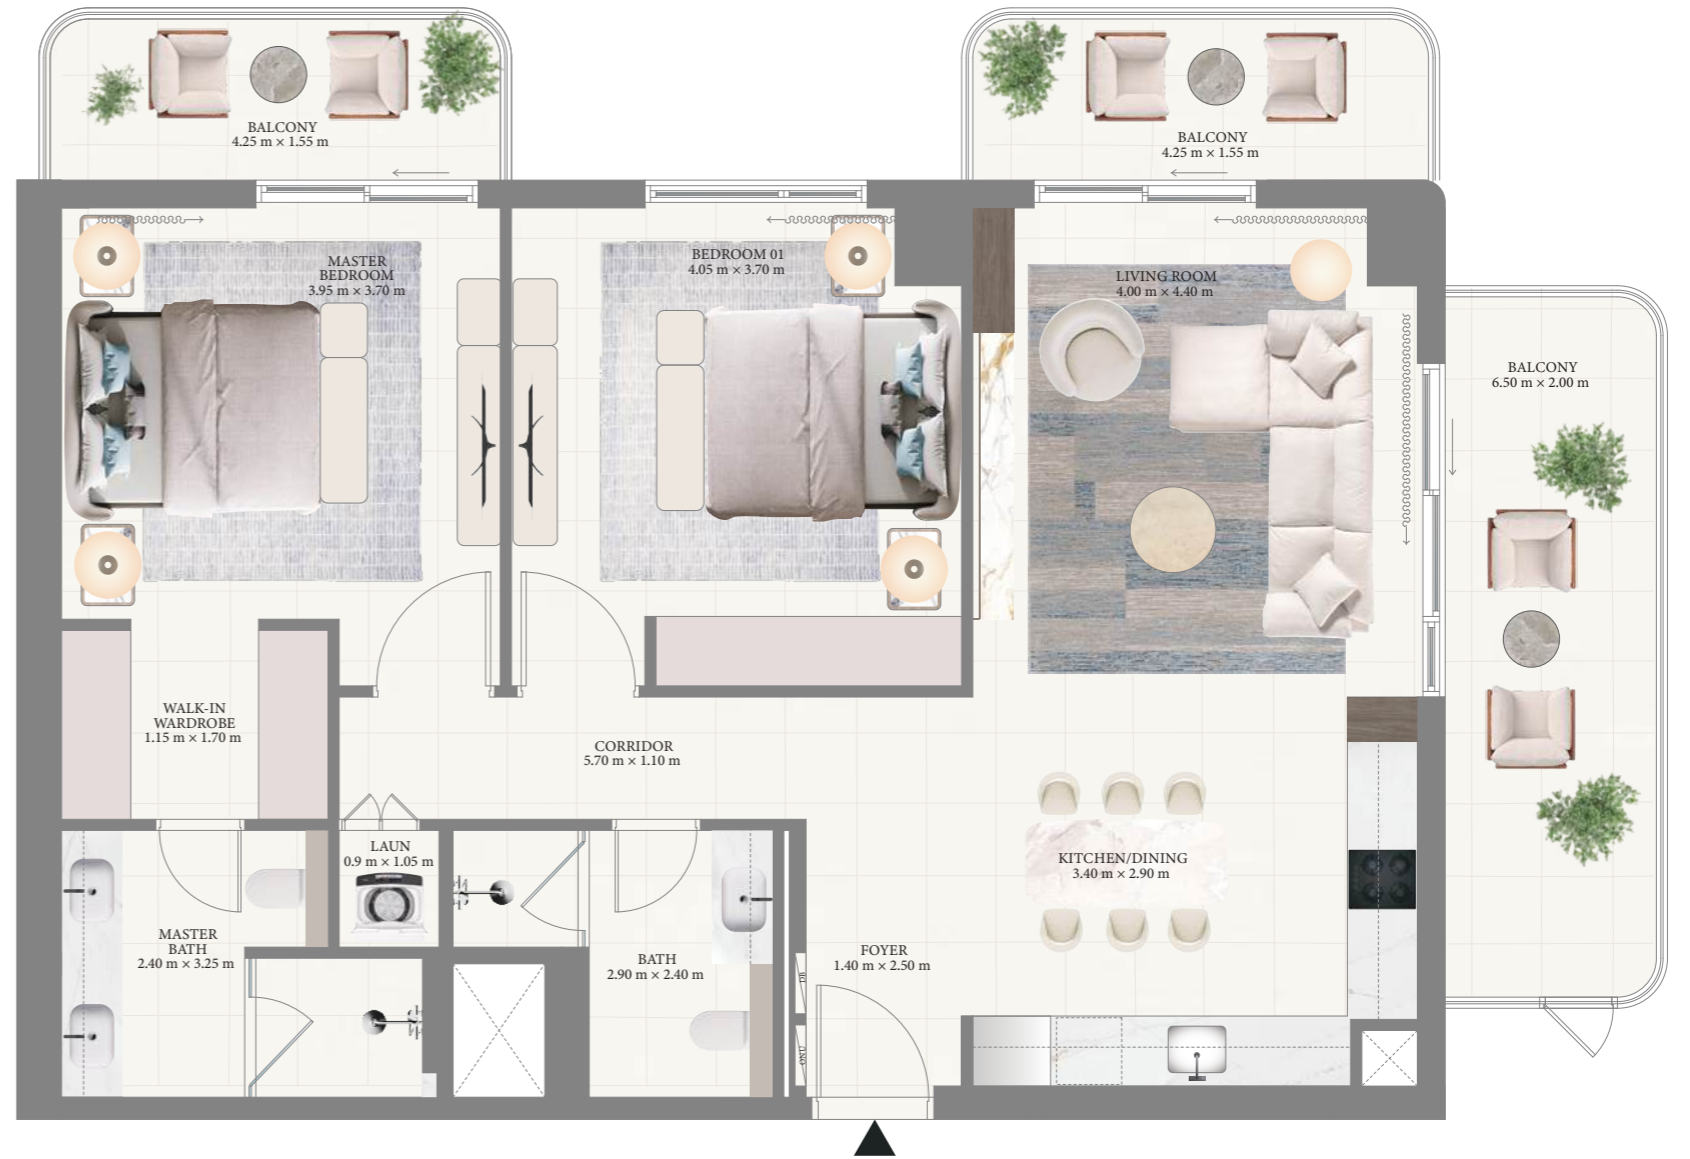 BALCONY
4.25 m × 1.55 m
BALCONY
4.25 m × 1.55 m
MASTER
BEDROOM
3.95 m × 3.70 m
BEDROOM 01
4.05 m × 3.70 m
LIVING ROOM
4.00 m × 4.40 m
BALCONY
6.50 m × 2.00 m
WALK-IN
WARDROBE
1.15 m × 1.70 m
CORRIDOR
5.70 m × 1.10 m
LAUN
0.9 m × 1.05 m
KITCHEN/DINING
3.40 m × 2.90 m
MASTER
BATH
2.40 m × 3.25 m
BATH
2.90 m × 2.40 m
FOYER
1.40 m × 2.50 m
DB
ONU